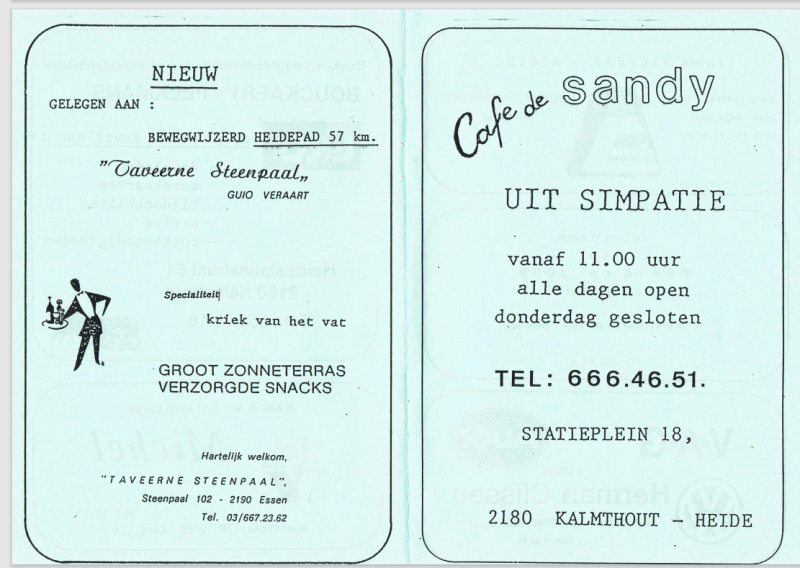 NIEUW
GELEGEN AAN :
BEWEGWIJZERD HEIDEPAD 57 km.
"Taveerne Steenpaal„
GUIO VERAART
Specialiteit
kriek van het vat
GROOT ZONNETERRAS
VERZORGDE SNACKS
Hartelijk welkom,
"TAVEERNE STEENPAAL",
Steenpaal 102 - 2190 Essen
Tel. 03/667.23.62
Cafe de sandy
UIT SIMPATIE
vanaf 11.00 uur
alle dagen open
donderdag gesloten
TEL: 666.46.51.
STATIEPLEIN 18,
2180 KALMTHOUT - HEIDE